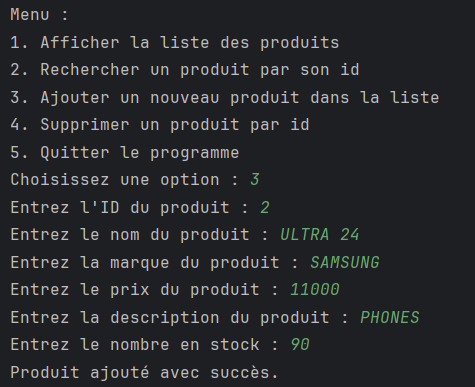 Menu :
1. Afficher la liste des produits
2. Rechercher un produit par son id
3. Ajouter un nouveau produit dans la liste
4. Supprimer un produit par id
5. Quitter le programme
Choisissez une option : 3
Entrez l'ID du produit : 2
Entrez le nom du produit : ULTRA 24
Entrez la marque du produit : SAMSUNG
Entrez le prix du produit : 11000
Entrez la description du produit : PHONES
Entrez le nombre en stock : 90
Produit ajouté avec succès.